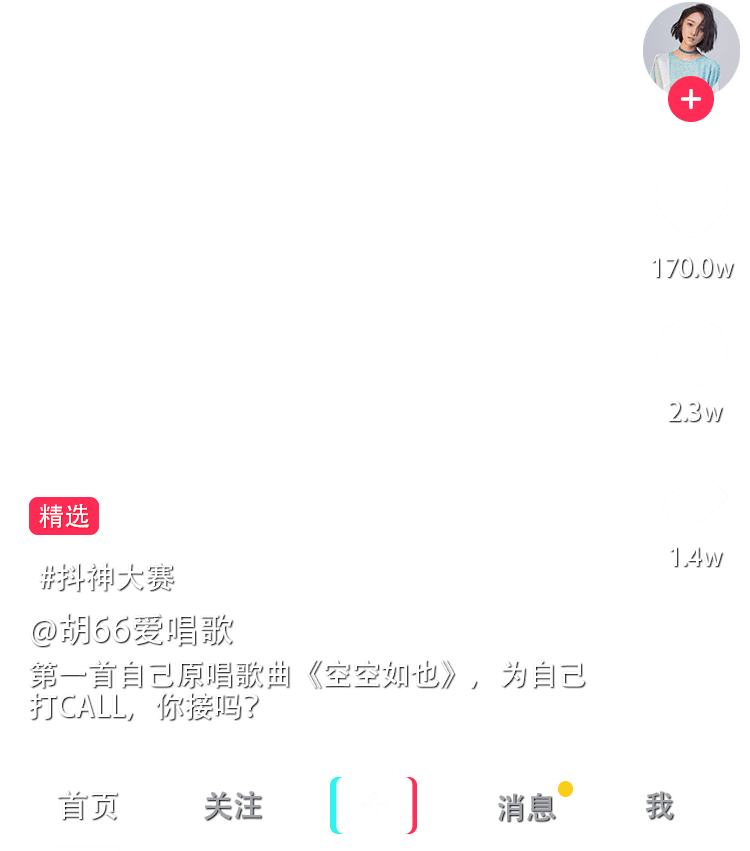 170.0w
2.3w
1.4w
精选
#抖神大赛
@胡66爱唱歌
第一首自己原唱歌曲《空空如也》，为自己
打CALL，你接吗？
首页 关注 消息 我